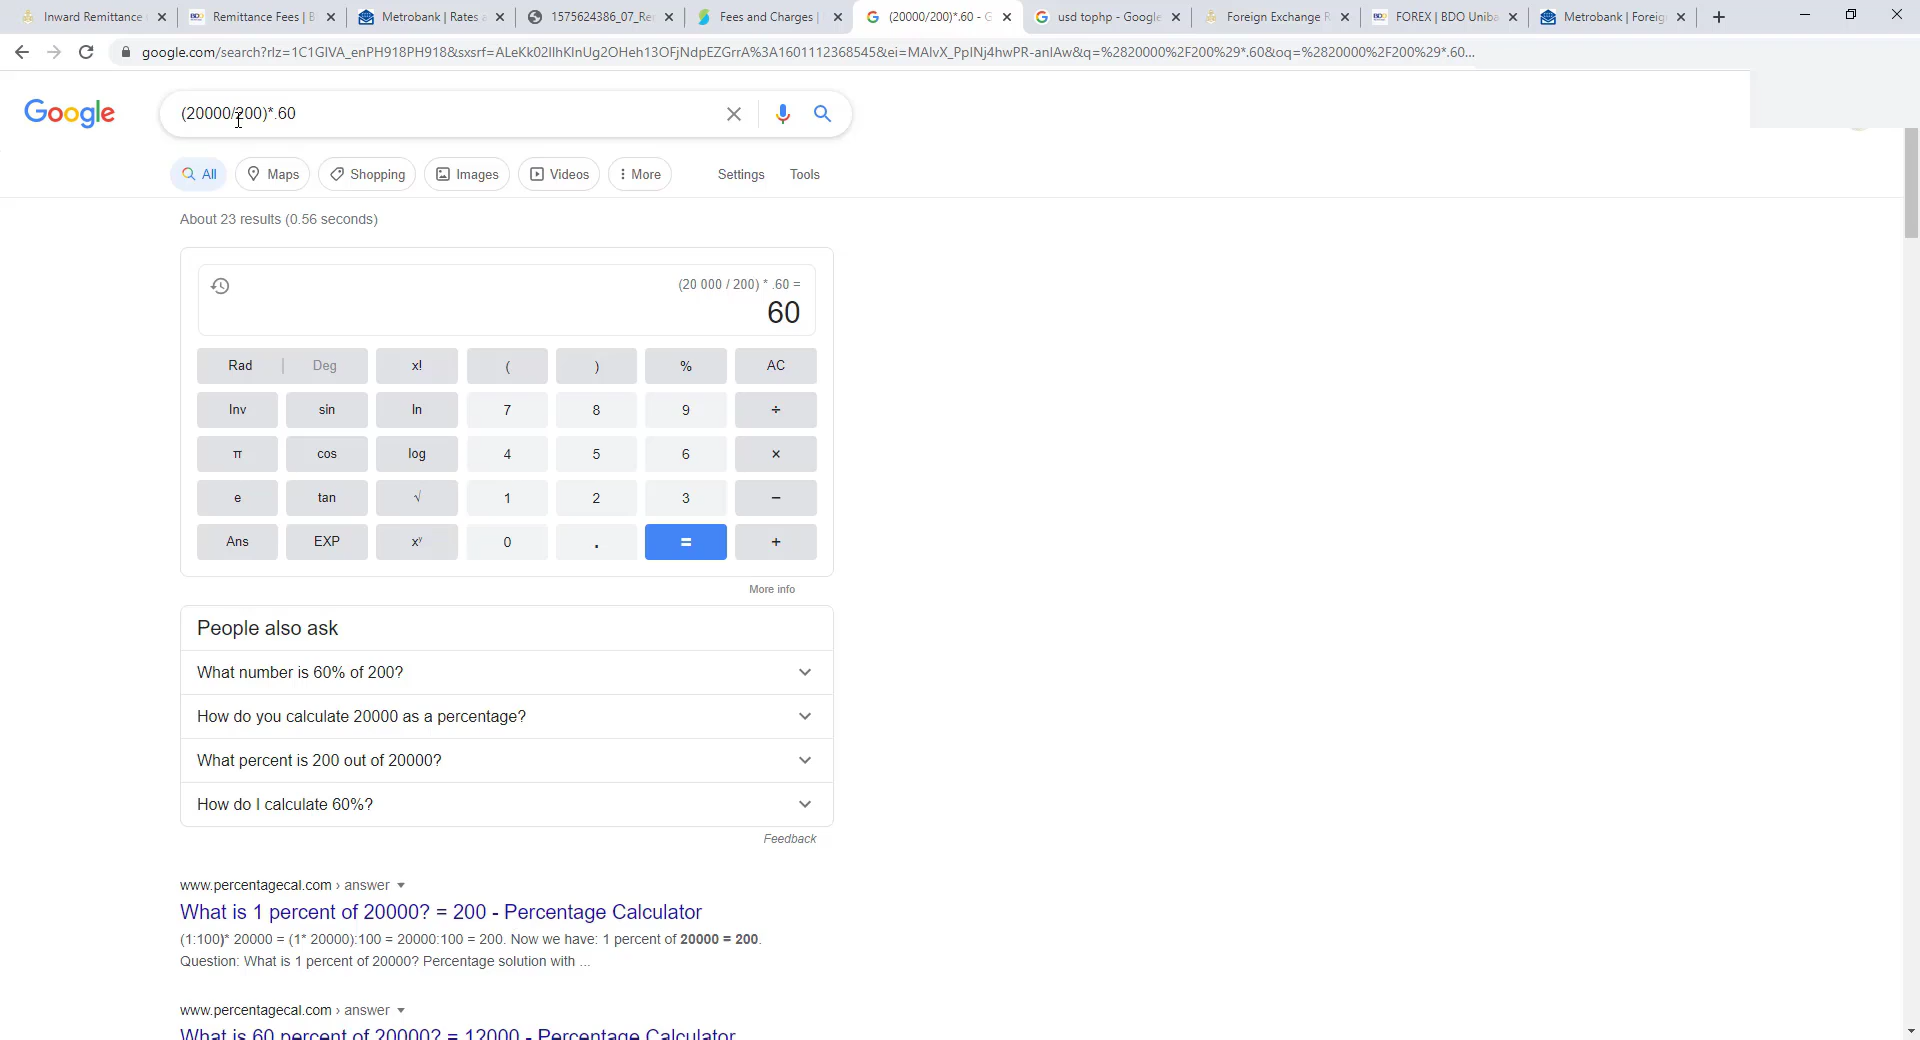 Inward Remittance
BDO Remittance Fees | B
Metrobank | Rates a
1575624386_07_Re
Fees and Charges |
(20000/200)*.60 - G
usd tophp - Google
Foreign Exchange R
BDO FOREX | BDO Uniba
Metrobank | Foreig
google.com/search?rlz=1C1GIVA_enPH918PH918&sxsrf=ALeKk02IlhKlnUg2OHeh13OFjNdpEZGrrA%3A1601112368545&ei=MAlvX_PpINj4hwPR-anIAw&q=%2820000%2F200%29*.60&oq=%2820000%2F200%29*.60...
Google
(20000/200)*.60
All
Maps
Shopping
Images
Videos
More
Settings
Tools
About 23 results (0.56 seconds)
(20 000 / 200) * .60 =
60
Rad | Deg x! ( ) % AC
Inv sin ln 7 8 9 ÷
π cos log 4 5 6 ×
e tan √ 1 2 3 −
Ans EXP xʸ 0 . = +
More info
People also ask
What number is 60% of 200?
How do you calculate 20000 as a percentage?
What percent is 200 out of 20000?
How do I calculate 60%?
Feedback
www.percentagecal.com › answer
What is 1 percent of 20000? = 200 - Percentage Calculator
(1:100)* 20000 = (1* 20000):100 = 20000:100 = 200. Now we have: 1 percent of 20000 = 200.
Question: What is 1 percent of 20000? Percentage solution with ...
www.percentagecal.com › answer
What is 60 percent of 20000? = 12000 - Percentage Calculator